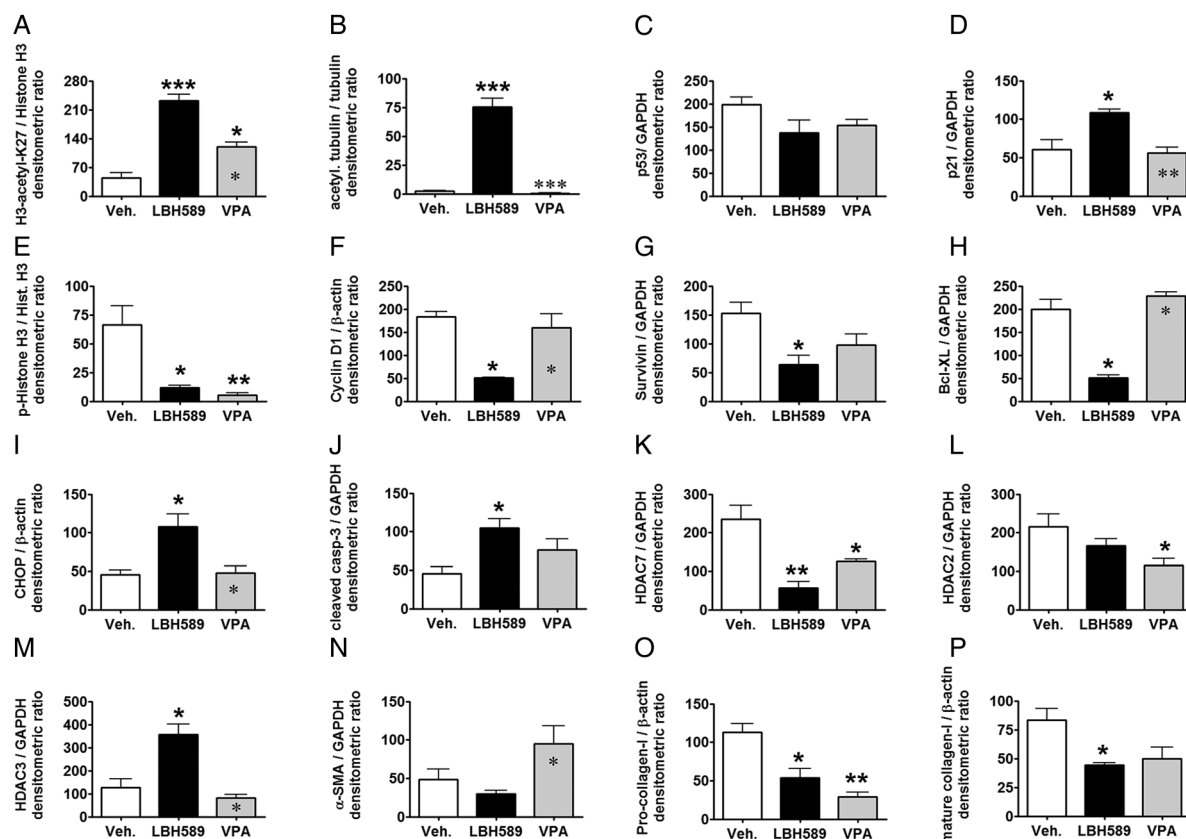 A
H3-acetyl-K27 / Histone H3
densitometric ratio
280
210
140
70
0
***
*
*
Veh. LBH589 VPA
B
acetyl. tubulin / tubulin
densitometric ratio
100
75
50
25
0
***
***
Veh. LBH589 VPA
C
p53/ GAPDH
densitometric ratio
250
200
150
100
50
0
Veh. LBH589 VPA
D
p21 / GAPDH
densitometric ratio
150
100
50
0
*
**
Veh. LBH589 VPA
E
p-Histone H3 / Hist. H3
densitometric ratio
100
75
50
25
0
*
**
Veh. LBH589 VPA
F
Cyclin D1 / β-actin
densitometric ratio
250
200
150
100
50
0
*
*
Veh. LBH589 VPA
G
Survivin / GAPDH
densitometric ratio
200
150
100
50
0
*
Veh. LBH589 VPA
H
Bcl-XL / GAPDH
densitometric ratio
250
200
150
100
50
0
*
*
Veh. LBH589 VPA
I
CHOP / β-actin
densitometric ratio
150
100
50
0
*
*
Veh. LBH589 VPA
J
cleaved casp-3 / GAPDH
densitometric ratio
150
100
50
0
*
Veh. LBH589 VPA
K
HDAC7 / GAPDH
densitometric ratio
300
200
100
0
**
*
Veh. LBH589 VPA
L
HDAC2 / GAPDH
densitometric ratio
300
200
100
0
*
Veh. LBH589 VPA
M
HDAC3 / GAPDH
densitometric ratio
500
400
300
200
100
0
*
*
Veh. LBH589 VPA
N
α-SMA / GAPDH
densitometric ratio
150
100
50
0
*
Veh. LBH589 VPA
O
Pro-collagen-I / β-actin
densitometric ratio
150
100
50
0
*
**
Veh. LBH589 VPA
P
mature collagen-I / β-actin
densitometric ratio
100
75
50
25
0
*
Veh. LBH589 VPA